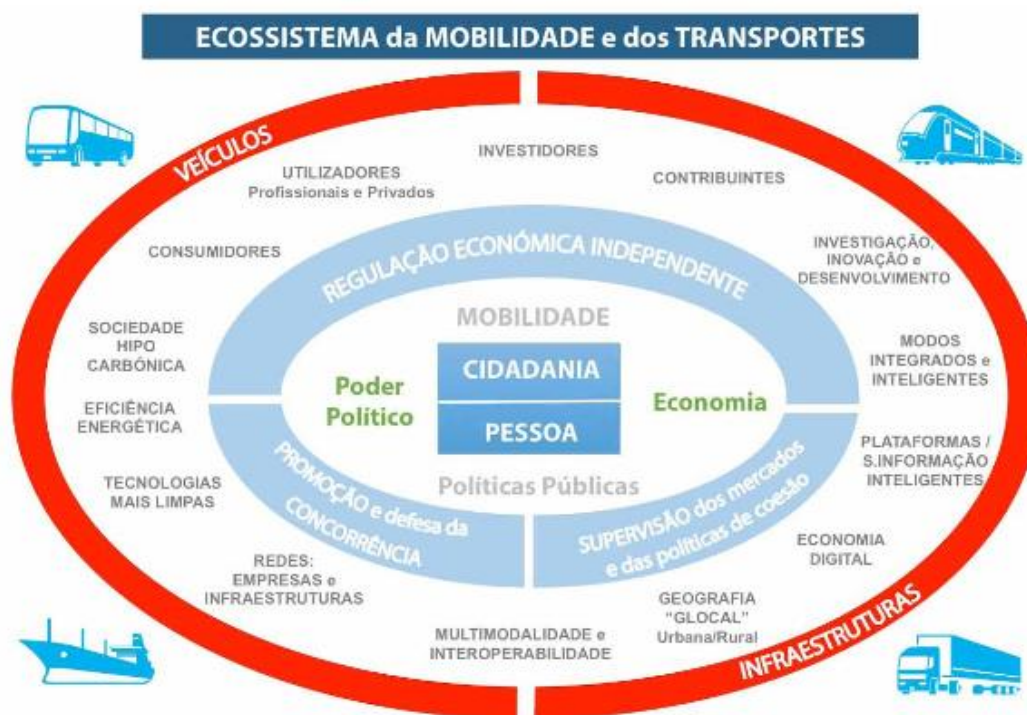 ECOSSISTEMA da MOBILIDADE e dos TRANSPORTES
VEÍCULOS
INVESTIDORES
UTILIZADORES
Profissionais e Privados
CONTRIBUINTES
CONSUMIDORES
INVESTIGAÇÃO,
INOVAÇÃO e
DESENVOLVIMENTO
REGULAÇÃO ECONÓMICA INDEPENDENTE
SOCIEDADE
HIPO
CARBÓNICA
MOBILIDADE
CIDADANIA
PESSOA
Poder
Político
Economia
Políticas Públicas
MODOS
INTEGRADOS e
INTELIGENTES
EFICIÊNCIA
ENERGÉTICA
PLATAFORMAS /
S.INFORMAÇÃO
INTELIGENTES
TECNOLOGIAS
MAIS LIMPAS
PROMOÇÃO e defesa da
CONCORRÊNCIA
SUPERVISÃO dos mercados
e das políticas de coesão
ECONOMIA
DIGITAL
REDES:
EMPRESAS e
INFRAESTRUTURAS
GEOGRAFIA
“GLOCAL”
Urbana/Rural
MULTIMODALIDADE e
INTEROPERABILIDADE
INFRAESTRUTURAS